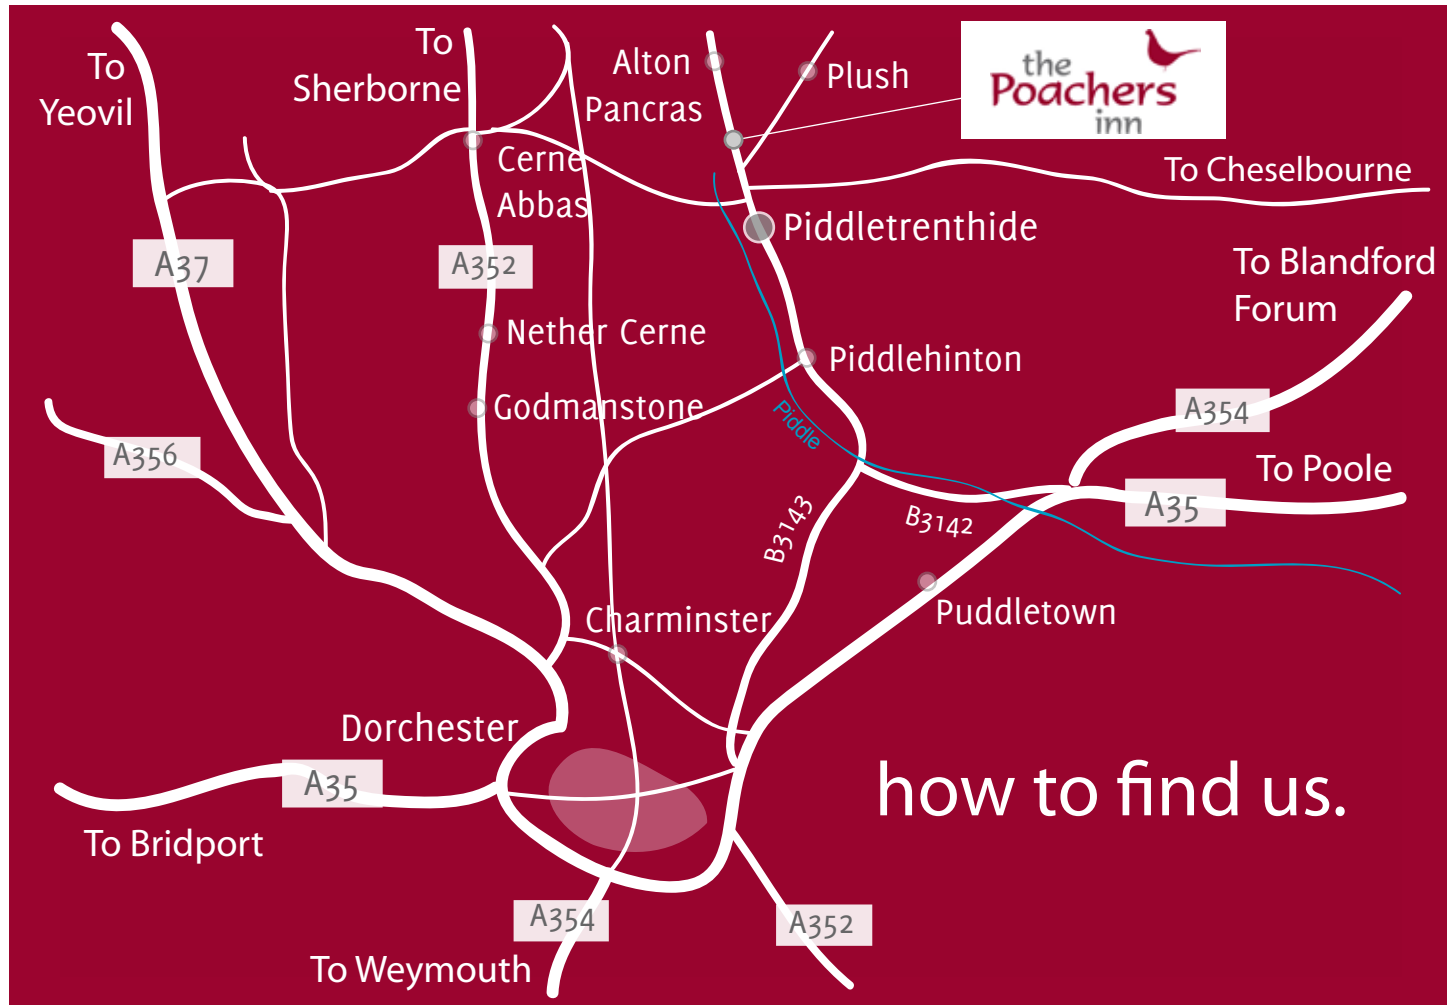 To
Yeovil
To
Sherborne
Alton
Pancras
Plush
the
Poachers
inn
Cerne
Abbas
To Cheselbourne
Piddletrenthide
A37
A352
To Blandford
Forum
Nether Cerne
Piddlehinton
Godmanstone
Piddle
A354
A356
To Poole
A35
B3143
B3142
Charminster
Puddletown
Dorchester
A35
how to find us.
To Bridport
A354
A352
To Weymouth